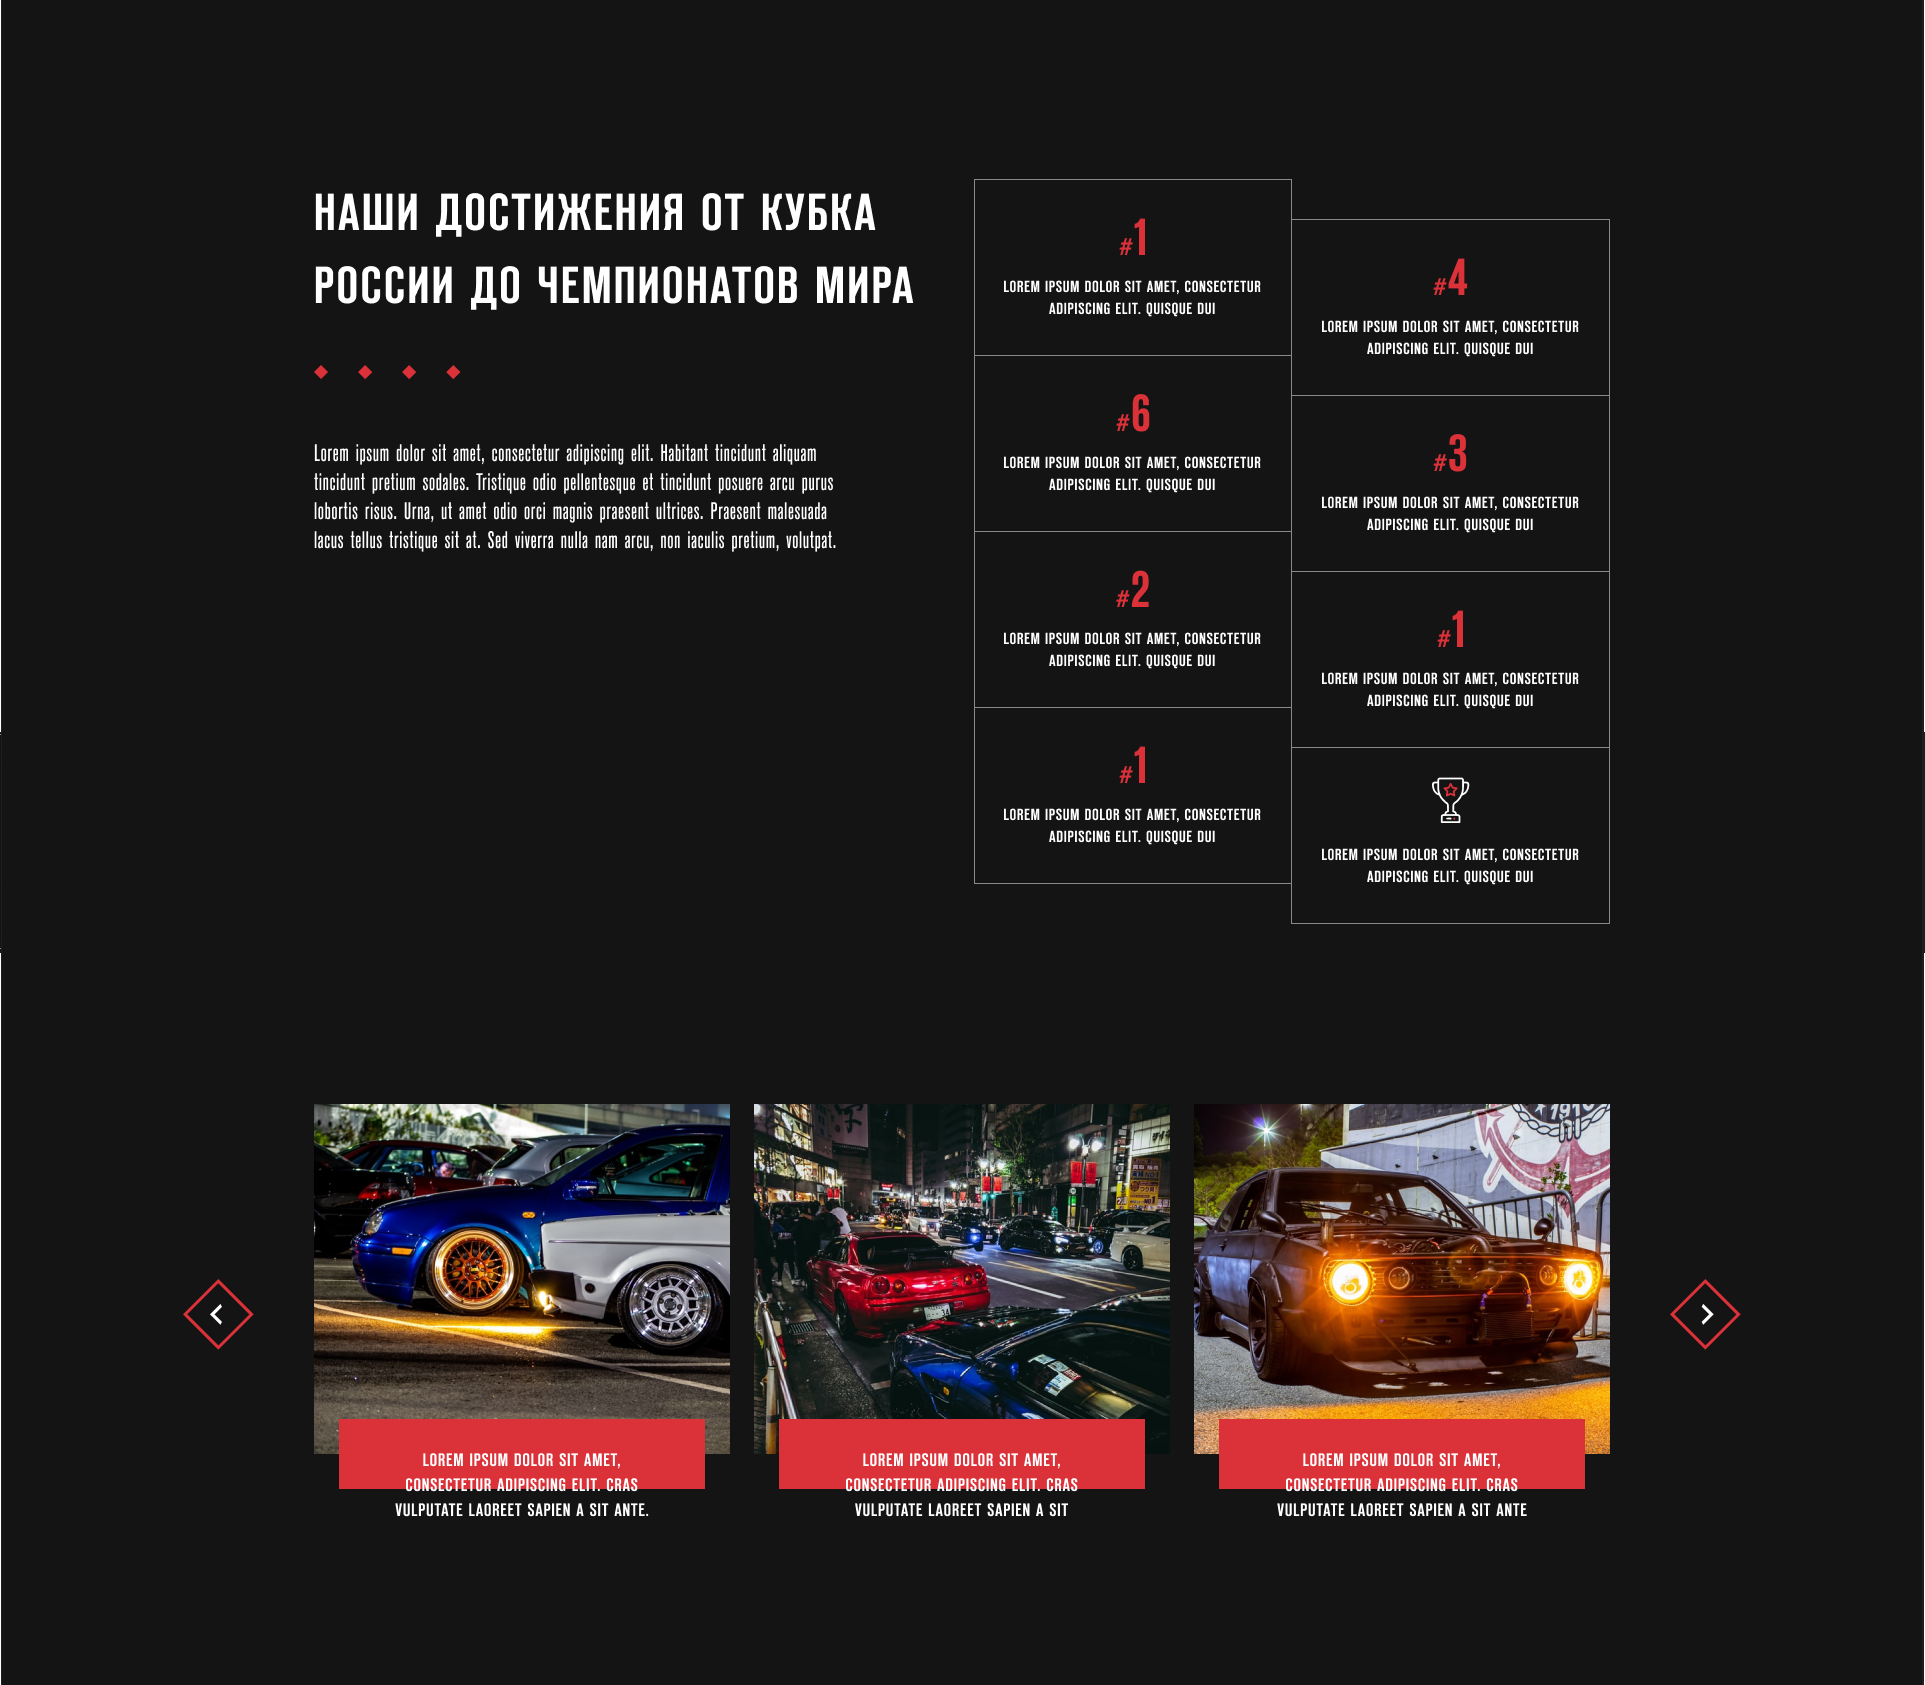 НАШИ ДОСТИЖЕНИЯ ОТ КУБКА
РОССИИ ДО ЧЕМПИОНАТОВ МИРА
Lorem ipsum dolor sit amet, consectetur adipiscing elit. Habitant tincidunt aliquam
tincidunt pretium sodales. Tristique odio pellentesque et tincidunt posuere arcu purus
lobortis risus. Urna, ut amet odio orci magnis praesent ultrices. Praesent malesuada
lacus tellus tristique sit at. Sed viverra nulla nam arcu, non iaculis pretium, volutpat.
#1
LOREM IPSUM DOLOR SIT AMET, CONSECTETUR
ADIPISCING ELIT. QUISQUE DUI
#4
LOREM IPSUM DOLOR SIT AMET, CONSECTETUR
ADIPISCING ELIT. QUISQUE DUI
#6
LOREM IPSUM DOLOR SIT AMET, CONSECTETUR
ADIPISCING ELIT. QUISQUE DUI
#3
LOREM IPSUM DOLOR SIT AMET, CONSECTETUR
ADIPISCING ELIT. QUISQUE DUI
#2
LOREM IPSUM DOLOR SIT AMET, CONSECTETUR
ADIPISCING ELIT. QUISQUE DUI
#1
LOREM IPSUM DOLOR SIT AMET, CONSECTETUR
ADIPISCING ELIT. QUISQUE DUI
#1
LOREM IPSUM DOLOR SIT AMET, CONSECTETUR
ADIPISCING ELIT. QUISQUE DUI
LOREM IPSUM DOLOR SIT AMET, CONSECTETUR
ADIPISCING ELIT. QUISQUE DUI
1910
LOREM IPSUM DOLOR SIT AMET,
CONSECTETUR ADIPISCING ELIT. CRAS
VULPUTATE LAOREET SAPIEN A SIT ANTE.
LOREM IPSUM DOLOR SIT AMET,
CONSECTETUR ADIPISCING ELIT. CRAS
VULPUTATE LAOREET SAPIEN A SIT
LOREM IPSUM DOLOR SIT AMET,
CONSECTETUR ADIPISCING ELIT. CRAS
VULPUTATE LAOREET SAPIEN A SIT ANTE